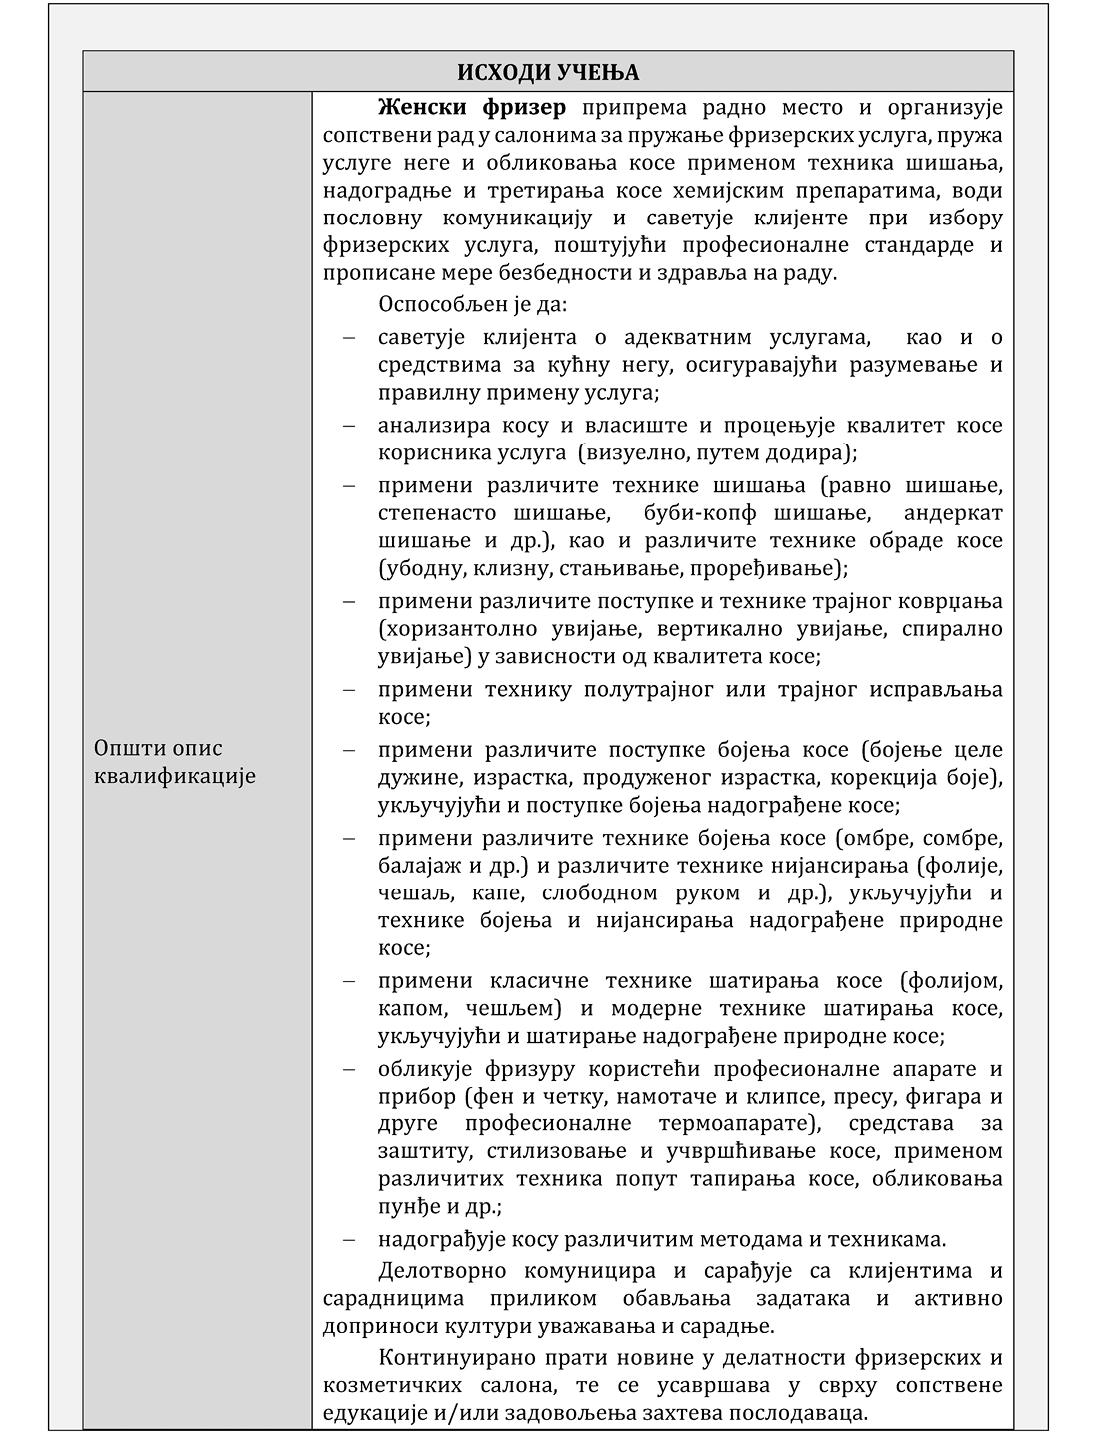 ИСХОДИ УЧЕЊА
Општи опис
квалификације
Женски фризер припрема радно место и организује
сопствени рад у салонима за пружање фризерских услуга, пружа
услуге неге и обликовања косе применом техника шишања,
надоградње и третирања косе хемијским препаратима, води
пословну комуникацију и саветује клијенте при избору
фризерских услуга, поштујући професионалне стандарде и
прописане мере безбедности и здравља на раду.
Оспособљен је да:
– саветује клијента о адекватним услугама, као и о
средствима за кућну негу, осигуравајући разумевање и
правилну примену услуга;
– анализира косу и власиште и процењује квалитет косе
корисника услуга (визуелно, путем додира);
– примени различите технике шишања (равно шишање,
степенасто шишање, буби-копф шишање, андеркат
шишање и др.), као и различите технике обраде косе
(убодну, клизну, стањивање, проређивање);
– примени различите поступке и технике трајног коврџања
(хоризантолно увијање, вертикално увијање, спирално
увијање) у зависности од квалитета косе;
– примени технику полутрајног или трајног исправљања
косе;
– примени различите поступке бојења косе (бојење целе
дужине, израстка, продуженог израстка, корекција боје),
укључујући и поступке бојења надограђене косе;
– примени различите технике бојења косе (омбре, сомбре,
балајаж и др.) и различите технике нијансирања (фолије,
чешаљ, капе, слободном руком и др.), укључујући и
технике бојења и нијансирања надограђене природне
косе;
– примени класичне технике шатирања косе (фолијом,
капом, чешљем) и модерне технике шатирања косе,
укључујући и шатирање надограђене природне косе;
– обликује фризуру користећи професионалне апарате и
прибор (фен и четку, намотаче и клипсе, пресу, фигара и
друге професионалне термоапарате), средстава за
заштиту, стилизовање и учвршћивање косе, применом
различитих техника попут тапирања косе, обликовања
пунђе и др.;
– надограђује косу различитим методама и техникама.
Делотворно комуницира и сарађује са клијентима и
сарадницима приликом обављања задатака и активно
доприноси култури уважавања и сарадње.
Континуирано прати новине у делатности фризерских и
козметичких салона, те се усавршава у сврху сопствене
едукације и/или задовољења захтева послодаваца.